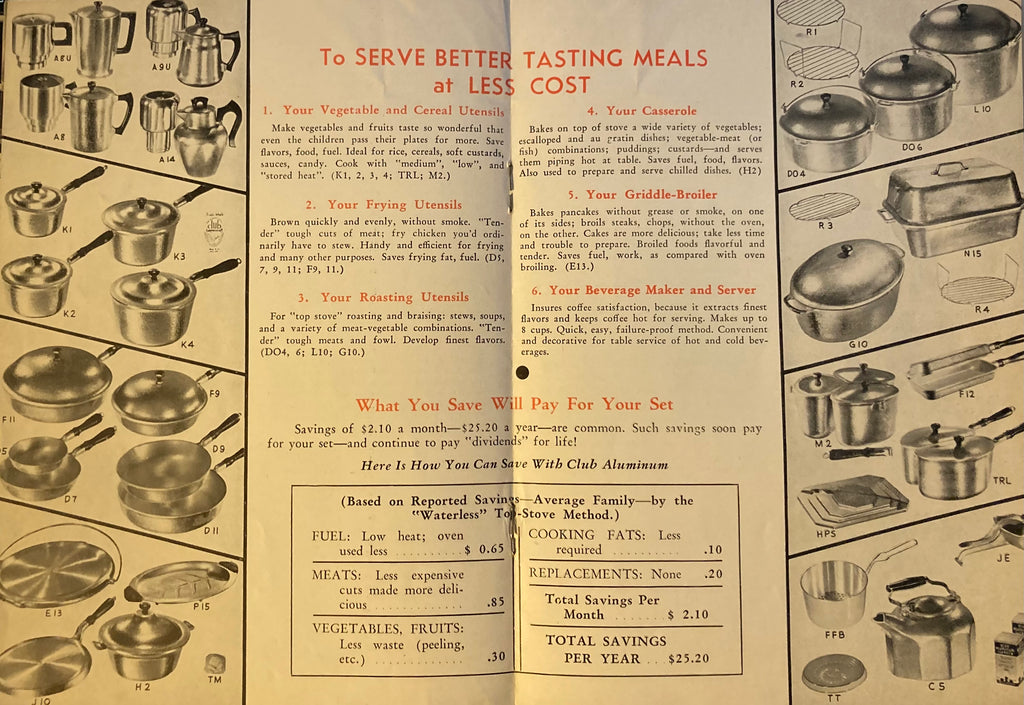 A8U
A9U
A8
A14
K1
K3
K2
K4
F11
F9
D9
D7
D11
E13
P15
H2
TM
J10
To SERVE BETTER TASTING MEALS
at LESS COST
1. Your Vegetable and Cereal Utensils
Make vegetables and fruits taste so wonderful that
even the children pass their plates for more. Save
flavors, food, fuel. Ideal for rice, cereals, soft custards,
sauces, candy. Cook with "medium", "low", and
"stored heat". (K1, 2, 3, 4; TRL; M2.)
2. Your Frying Utensils
Brown quickly and evenly, without smoke. "Ten-
der" tough cuts of meat; fry chicken you'd ordi-
narily have to stew. Handy and efficient for frying
and many other purposes. Saves frying fat, fuel. (D5,
7, 9, 11; F9, 11.)
3. Your Roasting Utensils
For "top stove" roasting and braising: stews, soups,
and a variety of meat-vegetable combinations. "Ten-
der" tough meats and fowl. Develop finest flavors.
(DO4, 6; L10; G10.)
4. Your Casserole
Bakes on top of stove a wide variety of vegetables;
escalloped and au gratin dishes; vegetable-meat (or
fish) combinations; puddings; custards—and serves
them piping hot at table. Saves fuel, food, flavors.
Also used to prepare and serve chilled dishes. (H2)
5. Your Griddle-Broiler
Bakes pancakes without grease or smoke, on one
of its sides; broils steaks, chops, without the oven,
on the other. Cakes are more delicious; take less time
and trouble to prepare. Broiled foods flavorful and
tender. Saves fuel, work, as compared with oven
broiling. (E13.)
6. Your Beverage Maker and Server
Insures coffee satisfaction, because it extracts finest
flavors and keeps coffee hot for serving. Makes up to
8 cups. Quick, easy, failure-proof method. Convenient
and decorative for table service of hot and cold bev-
erages.
What You Save Will Pay For Your Set
Savings of $2.10 a month—$25.20 a year—are common. Such savings soon pay
for your set—and continue to pay "dividends" for life!
Here Is How You Can Save With Club Aluminum
(Based on Reported Savings—Average Family—by the
"Waterless" Top-Stove Method.)
FUEL: Low heat; oven
used less .......... $ 0.65
MEATS: Less expensive
cuts made more deli-
cious ............. .85
VEGETABLES, FRUITS:
Less waste (peeling,
etc.) ............. .30
COOKING FATS: Less
required .......... .10
REPLACEMENTS: None .20
Total Savings Per
Month ....... $ 2.10
TOTAL SAVINGS
PER YEAR ... $25.20
R1
R2
L10
DO6
DO4
R3
N15
R4
G10
F12
M2
TRL
HPS
JE
FFB
TT
CS